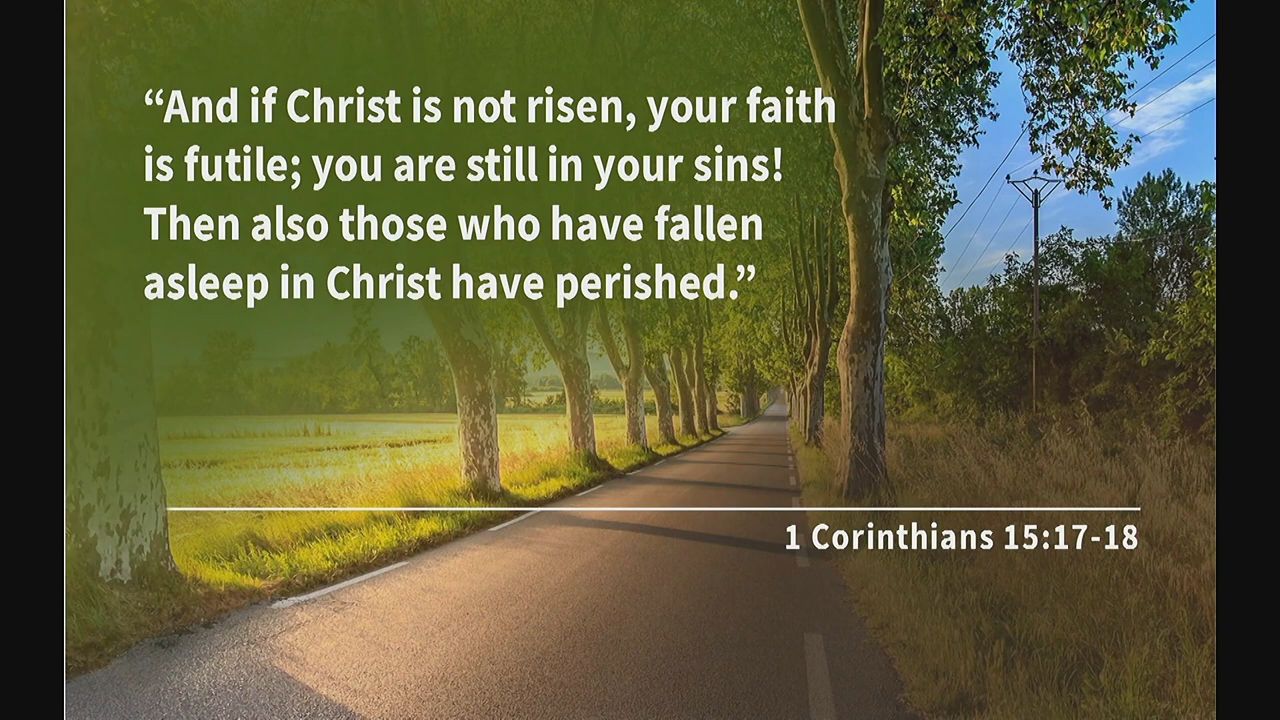 “And if Christ is not risen, your faith
is futile; you are still in your sins!
Then also those who have fallen
asleep in Christ have perished.”
1 Corinthians 15:17-18